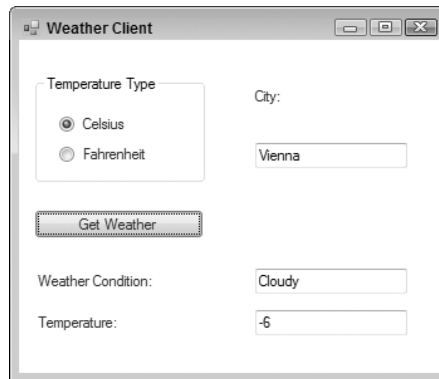 Weather Client
Temperature Type
Celsius
Fahrenheit
City:
Vienna
Get Weather
Weather Condition:
Cloudy
Temperature:
-6